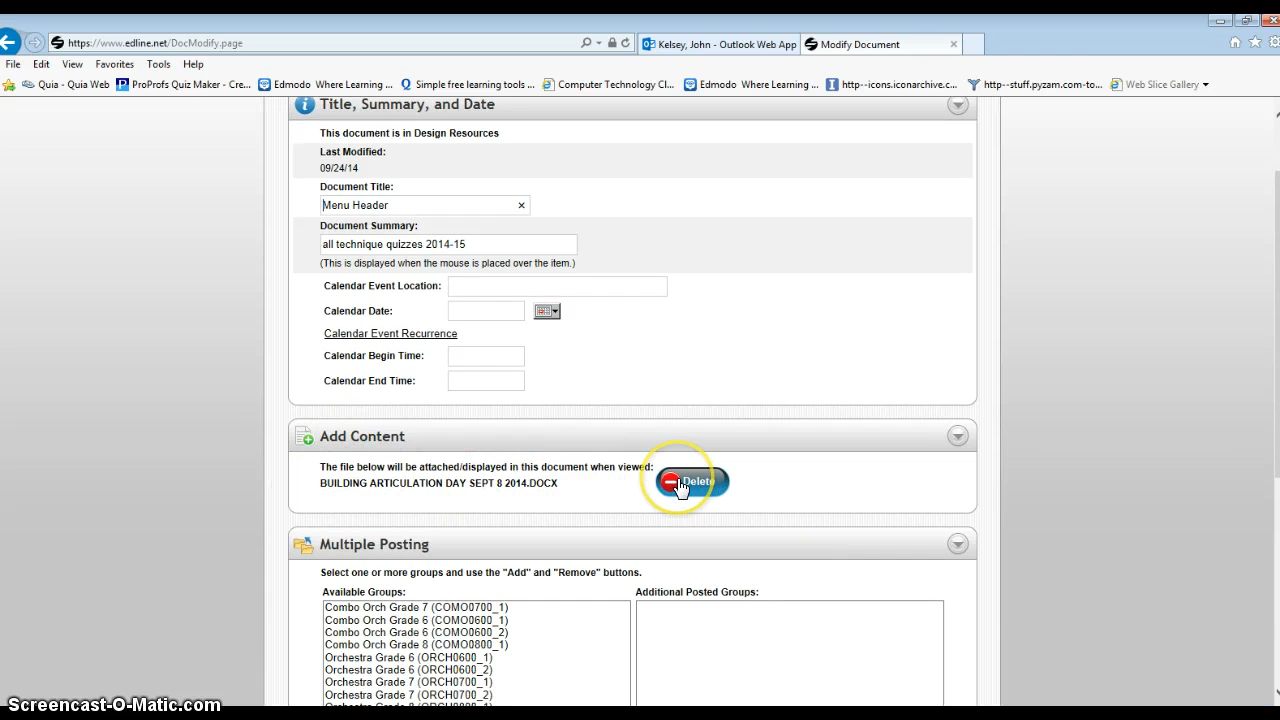 https://www.edline.net/DocModify.page
Kelsey, John - Outlook Web App
Modify Document
File Edit View Favorites Tools Help
Quia - Quia Web
ProProfs Quiz Maker - Cre...
Edmodo Where Learning ...
Simple free learning tools ...
Computer Technology Cl...
Edmodo Where Learning ...
http--icons.iconarchive.c...
http--stuff.pyzam.com-to...
Web Slice Gallery
Title, Summary, and Date
This document is in Design Resources
Last Modified:
09/24/14
Document Title:
Menu Header
Document Summary:
all technique quizzes 2014-15
(This is displayed when the mouse is placed over the item.)
Calendar Event Location:
Calendar Date:
Calendar Event Recurrence
Calendar Begin Time:
Calendar End Time:
Add Content
The file below will be attached/displayed in this document when viewed:
BUILDING ARTICULATION DAY SEPT 8 2014.DOCX
Delete
Multiple Posting
Select one or more groups and use the "Add" and "Remove" buttons.
Available Groups:
Additional Posted Groups:
Combo Orch Grade 7 (COMO0700_1)
Combo Orch Grade 6 (COMO0600_1)
Combo Orch Grade 6 (COMO0600_2)
Combo Orch Grade 8 (COMO0800_1)
Orchestra Grade 6 (ORCH0600_1)
Orchestra Grade 6 (ORCH0600_2)
Orchestra Grade 7 (ORCH0700_1)
Orchestra Grade 7 (ORCH0700_2)
Screencast-O-Matic.com